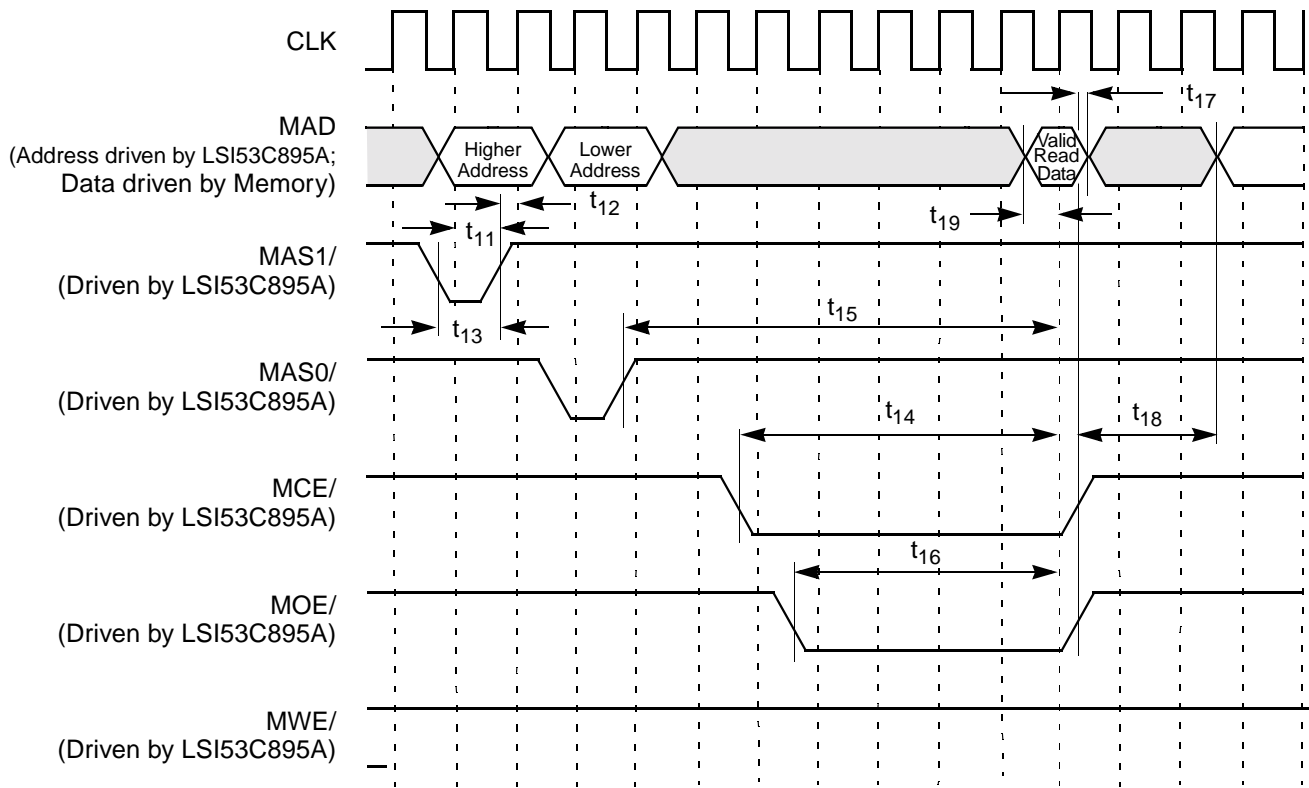 CLK
t17
MAD
(Address driven by LSI53C895A;
Data driven by Memory)
Higher
Address
Lower
Address
Valid
Read
Data
t12
t11
t19
MAS1/
(Driven by LSI53C895A)
t13
t15
MAS0/
(Driven by LSI53C895A)
t14
t18
MCE/
(Driven by LSI53C895A)
t16
MOE/
(Driven by LSI53C895A)
MWE/
(Driven by LSI53C895A)